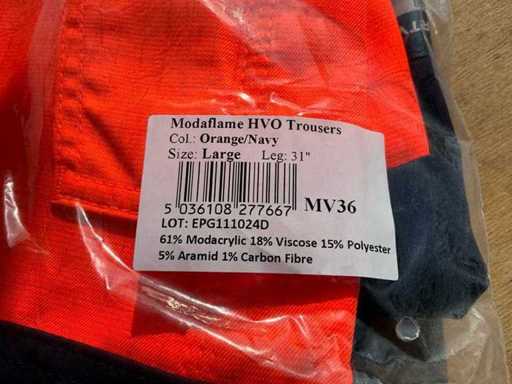 Modaflame HVO Trousers
Col.: Orange/Navy
Size: Large Leg: 31"
5 036108 277667 MV36
LOT: EPG111024D
61% Modacrylic 18% Viscose 15% Polyester
5% Aramid 1% Carbon Fibre